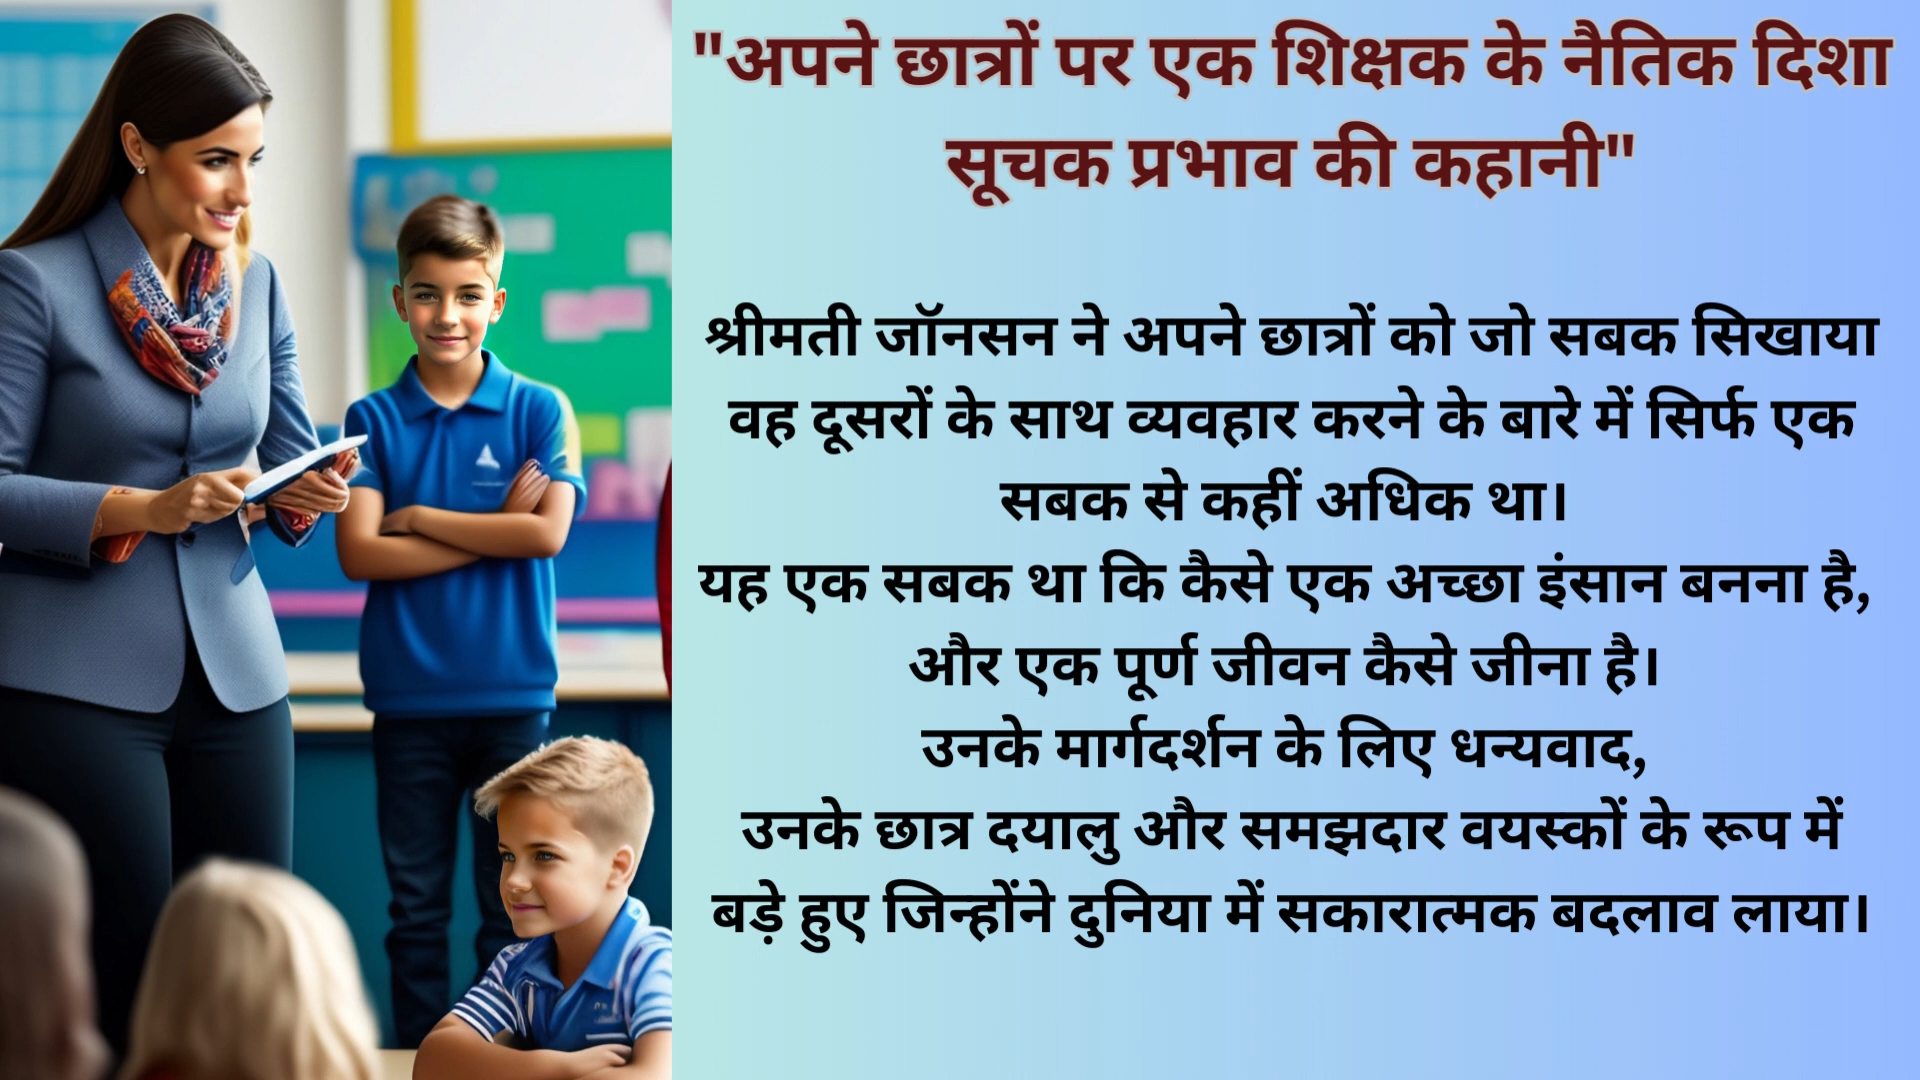 "अपने छात्रों पर एक शिक्षक के नैतिक दिशा
सूचक प्रभाव की कहानी"
श्रीमती जॉनसन ने अपने छात्रों को जो सबक सिखाया
वह दूसरों के साथ व्यवहार करने के बारे में सिर्फ एक
सबक से कहीं अधिक था।
यह एक सबक था कि कैसे एक अच्छा इंसान बनना है,
और एक पूर्ण जीवन कैसे जीना है।
उनके मार्गदर्शन के लिए धन्यवाद,
उनके छात्र दयालु और समझदार वयस्कों के रूप में
बड़े हुए जिन्होंने दुनिया में सकारात्मक बदलाव लाया।